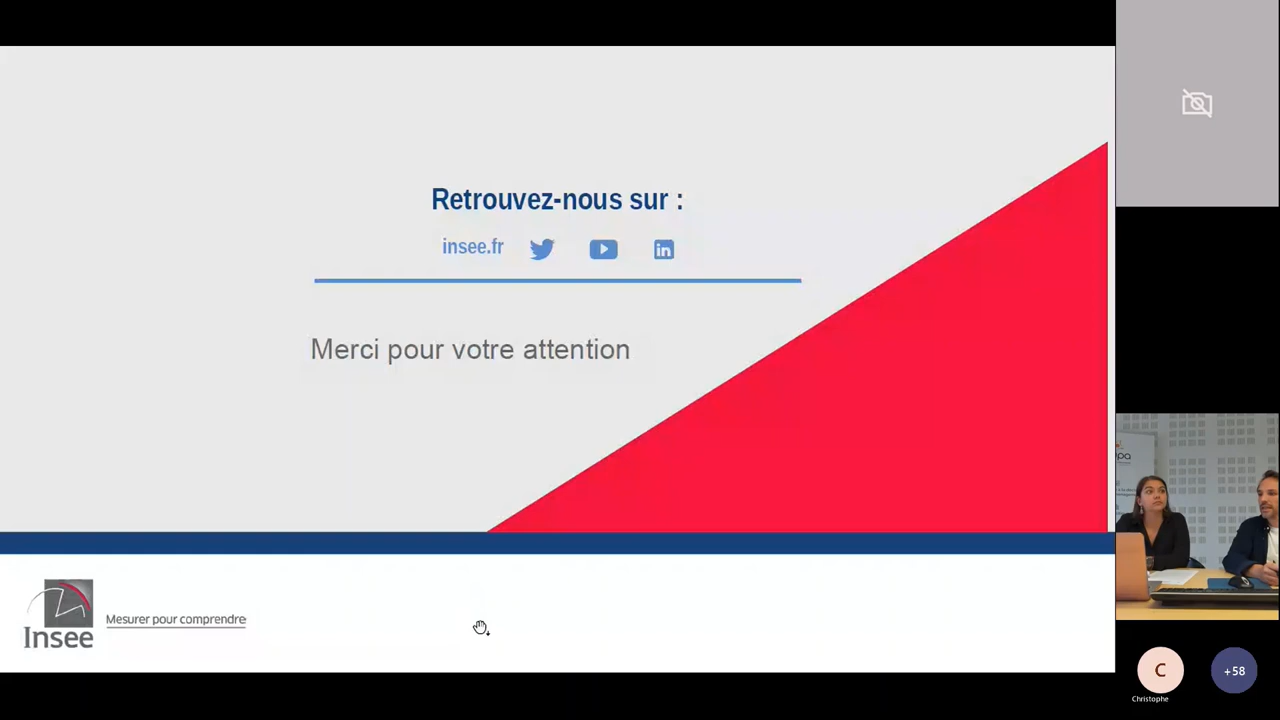 Retrouvez-nous sur :
insee.fr
Merci pour votre attention
Insee
Mesurer pour comprendre
C
+58
Christophe